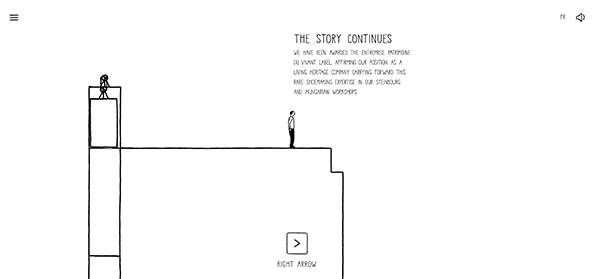 FR
THE STORY CONTINUES
WE HAVE BEEN AWARDED THE ENTREPRISE PATRIMOINE
DU VIVANT LABEL, AFFIRMING OUR POSITION AS A
LIVING HERITAGE COMPANY CARRYING FORWARD THIS
RARE SHOEMAKING EXPERTISE IN OUR STEINBOURG
AND HUNGARIAN WORKSHOPS.
RIGHT ARROW